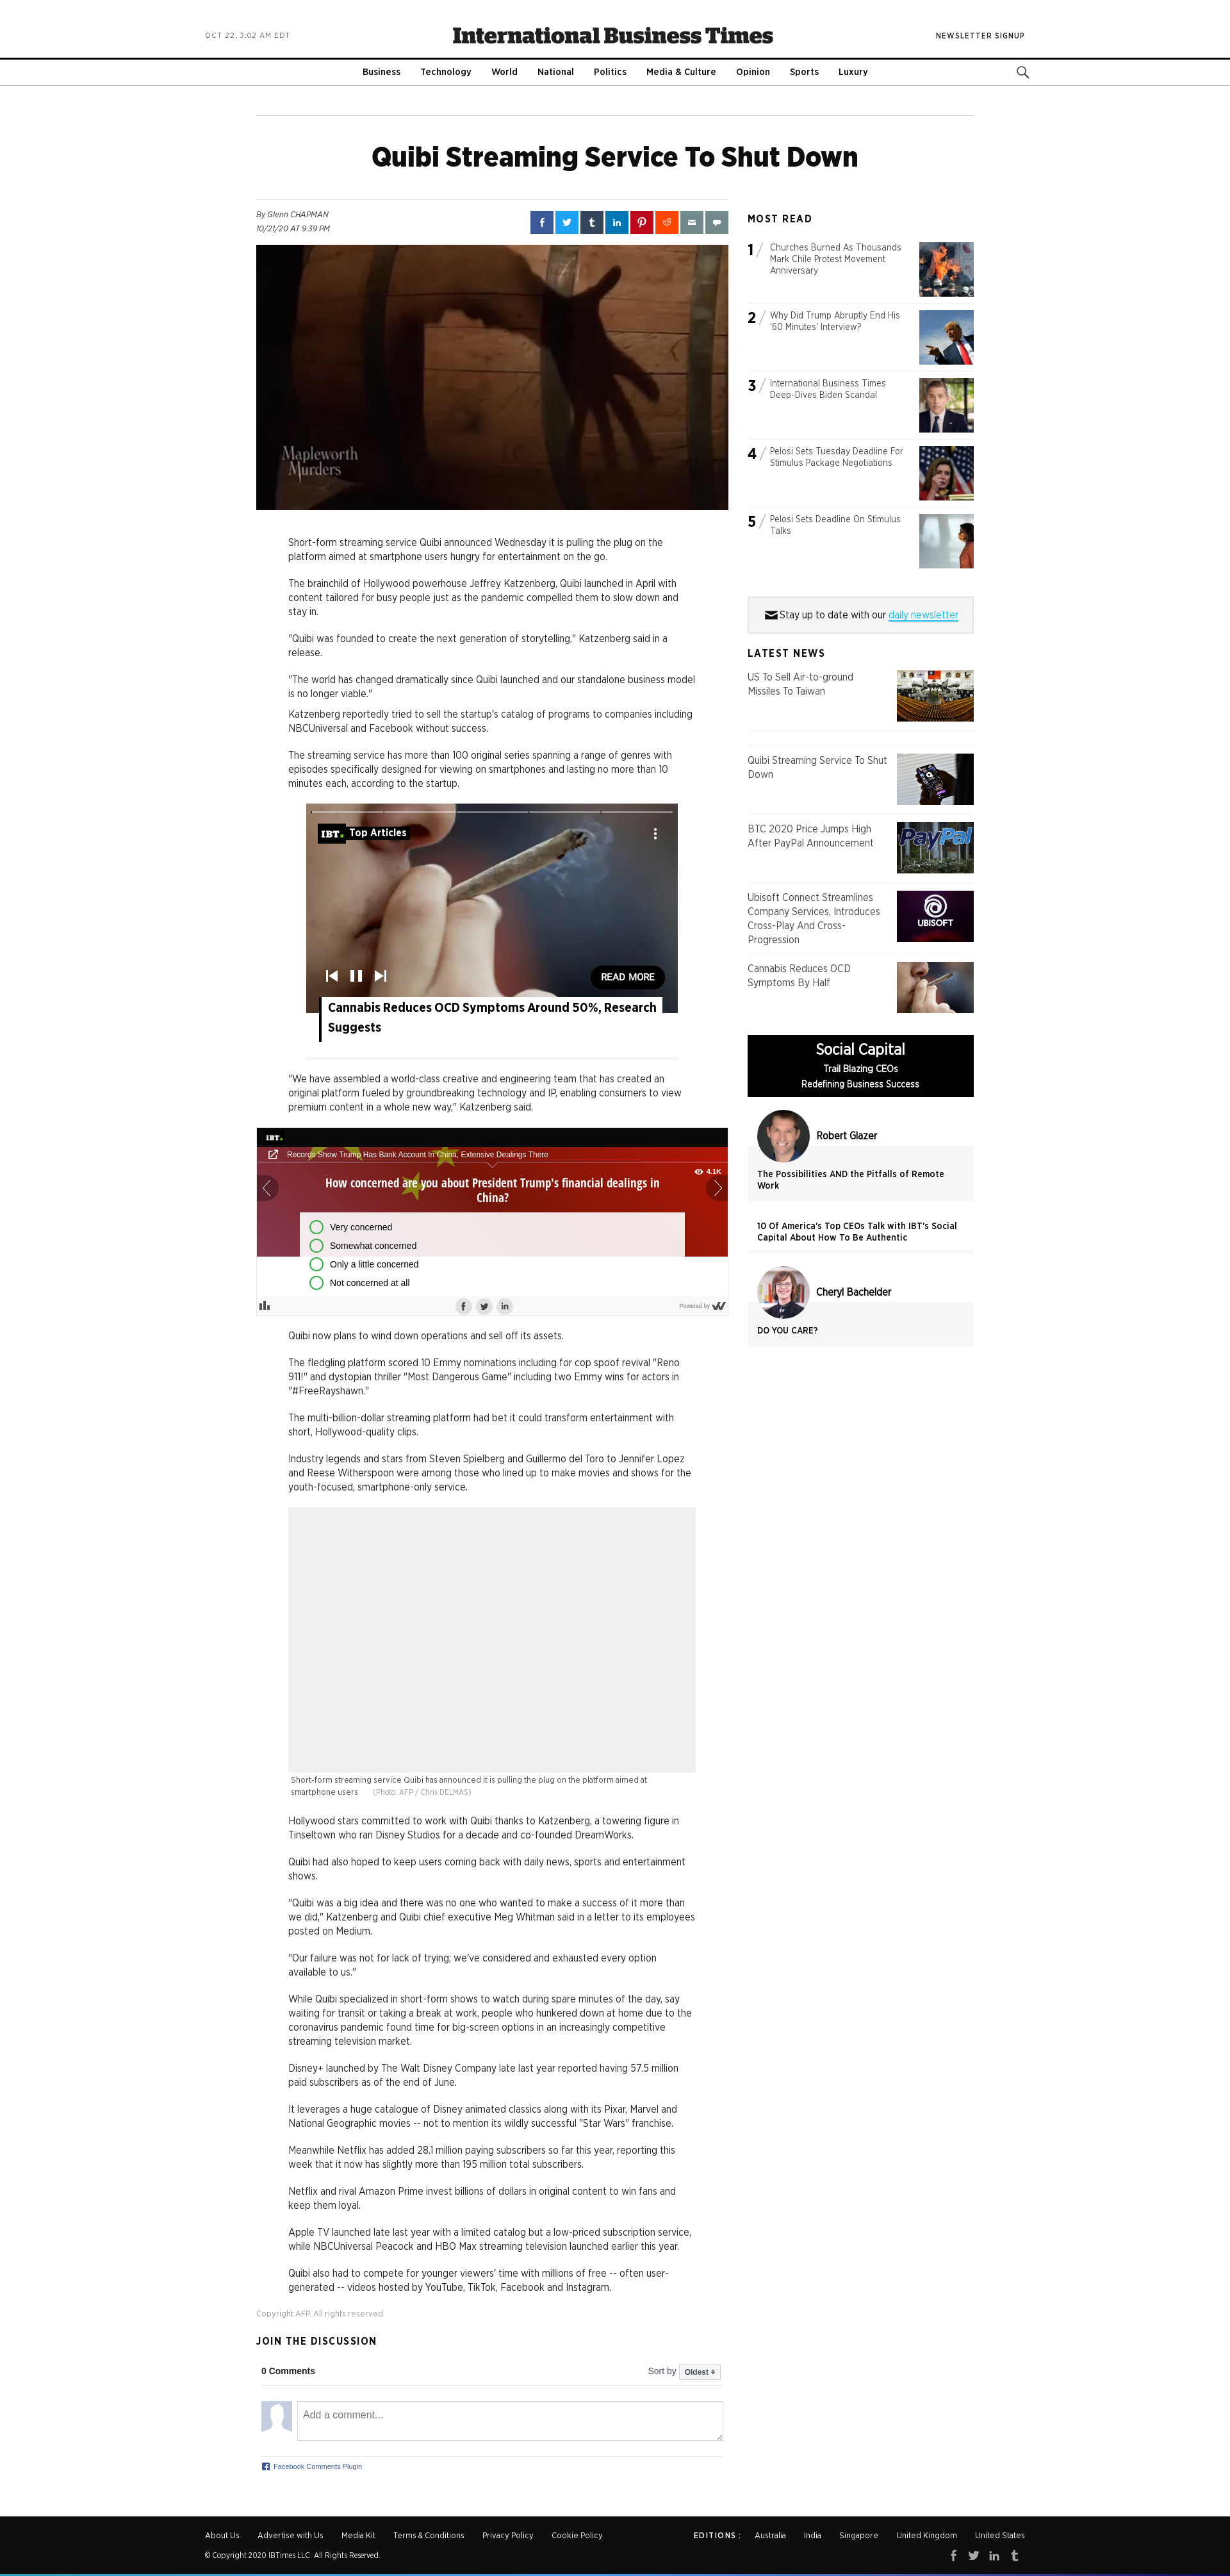 OCT 22, 3:02 AM EDT
International Business Times
NEWSLETTER SIGNUP
Business
Technology
World
National
Politics
Media & Culture
Opinion
Sports
Luxury
Quibi Streaming Service To Shut Down
By Glenn CHAPMAN
10/21/20 AT 9:39 PM
Mapleworth
Murders
Short-form streaming service Quibi announced Wednesday it is pulling the plug on the
platform aimed at smartphone users hungry for entertainment on the go.
The brainchild of Hollywood powerhouse Jeffrey Katzenberg, Quibi launched in April with
content tailored for busy people just as the pandemic compelled them to slow down and
stay in.
"Quibi was founded to create the next generation of storytelling," Katzenberg said in a
release.
"The world has changed dramatically since Quibi launched and our standalone business model
is no longer viable."
Katzenberg reportedly tried to sell the startup's catalog of programs to companies including
NBCUniversal and Facebook without success.
The streaming service has more than 100 original series spanning a range of genres with
episodes specifically designed for viewing on smartphones and lasting no more than 10
minutes each, according to the startup.
IBT.
Top Articles
READ MORE
Cannabis Reduces OCD Symptoms Around 50%, Research
Suggests
"We have assembled a world-class creative and engineering team that has created an
original platform fueled by groundbreaking technology and IP, enabling consumers to view
premium content in a whole new way," Katzenberg said.
IBT.
Records Show Trump Has Bank Account In China, Extensive Dealings There
4.1K
How concerned are you about President Trump's financial dealings in
China?
Very concerned
Somewhat concerned
Only a little concerned
Not concerned at all
Powered by
Quibi now plans to wind down operations and sell off its assets.
The fledgling platform scored 10 Emmy nominations including for cop spoof revival "Reno
911!" and dystopian thriller "Most Dangerous Game" including two Emmy wins for actors in
"#FreeRayshawn."
The multi-billion-dollar streaming platform had bet it could transform entertainment with
short, Hollywood-quality clips.
Industry legends and stars from Steven Spielberg and Guillermo del Toro to Jennifer Lopez
and Reese Witherspoon were among those who lined up to make movies and shows for the
youth-focused, smartphone-only service.
Short-form streaming service Quibi has announced it is pulling the plug on the platform aimed at
smartphone users (Photo: AFP / Chris DELMAS)
Hollywood stars committed to work with Quibi thanks to Katzenberg, a towering figure in
Tinseltown who ran Disney Studios for a decade and co-founded DreamWorks.
Quibi had also hoped to keep users coming back with daily news, sports and entertainment
shows.
"Quibi was a big idea and there was no one who wanted to make a success of it more than
we did," Katzenberg and Quibi chief executive Meg Whitman said in a letter to its employees
posted on Medium.
"Our failure was not for lack of trying; we've considered and exhausted every option
available to us."
While Quibi specialized in short-form shows to watch during spare minutes of the day, say
waiting for transit or taking a break at work, people who hunkered down at home due to the
coronavirus pandemic found time for big-screen options in an increasingly competitive
streaming television market.
Disney+ launched by The Walt Disney Company late last year reported having 57.5 million
paid subscribers as of the end of June.
It leverages a huge catalogue of Disney animated classics along with its Pixar, Marvel and
National Geographic movies -- not to mention its wildly successful "Star Wars" franchise.
Meanwhile Netflix has added 28.1 million paying subscribers so far this year, reporting this
week that it now has slightly more than 195 million total subscribers.
Netflix and rival Amazon Prime invest billions of dollars in original content to win fans and
keep them loyal.
Apple TV launched late last year with a limited catalog but a low-priced subscription service,
while NBCUniversal Peacock and HBO Max streaming television launched earlier this year.
Quibi also had to compete for younger viewers' time with millions of free -- often user-
generated -- videos hosted by YouTube, TikTok, Facebook and Instagram.
Copyright AFP. All rights reserved.
JOIN THE DISCUSSION
0 Comments
Sort by Oldest
Add a comment...
Facebook Comments Plugin
MOST READ
1 / Churches Burned As Thousands
Mark Chile Protest Movement
Anniversary
2 / Why Did Trump Abruptly End His
'60 Minutes' Interview?
3 / International Business Times
Deep-Dives Biden Scandal
4 / Pelosi Sets Tuesday Deadline For
Stimulus Package Negotiations
5 / Pelosi Sets Deadline On Stimulus
Talks
Stay up to date with our daily newsletter
LATEST NEWS
US To Sell Air-to-ground
Missiles To Taiwan
Quibi Streaming Service To Shut
Down
BTC 2020 Price Jumps High
After PayPal Announcement
PayPal
Ubisoft Connect Streamlines
Company Services, Introduces
Cross-Play And Cross-
Progression
UBISOFT
Cannabis Reduces OCD
Symptoms By Half
Social Capital
Trail Blazing CEOs
Redefining Business Success
Robert Glazer
The Possibilities AND the Pitfalls of Remote
Work
10 Of America's Top CEOs Talk with IBT's Social
Capital About How To Be Authentic
Cheryl Bachelder
DO YOU CARE?
About Us
Advertise with Us
Media Kit
Terms & Conditions
Privacy Policy
Cookie Policy
EDITIONS :
Australia
India
Singapore
United Kingdom
United States
© Copyright 2020 IBTimes LLC. All Rights Reserved.